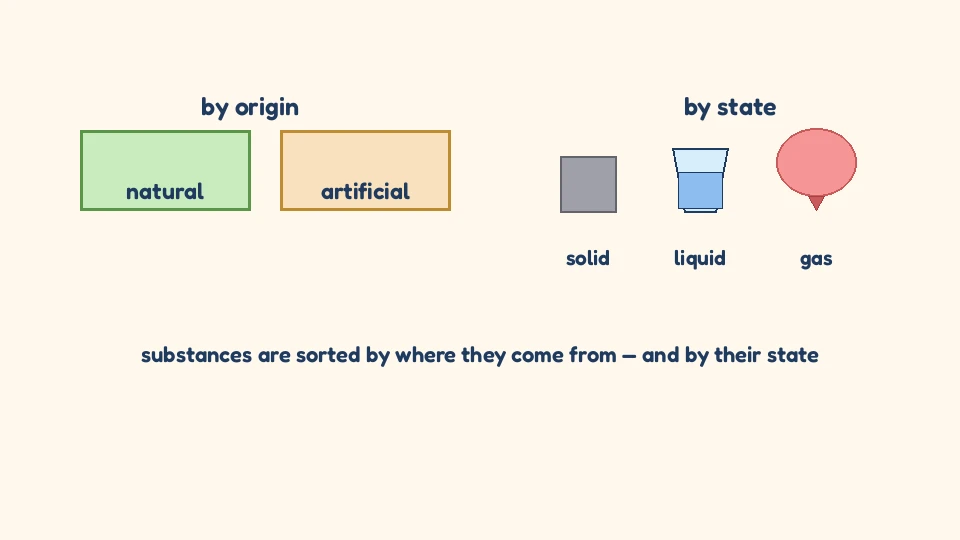 by origin
by state
natural
artificial
solid
liquid
gas
substances are sorted by where they come from — and by their state